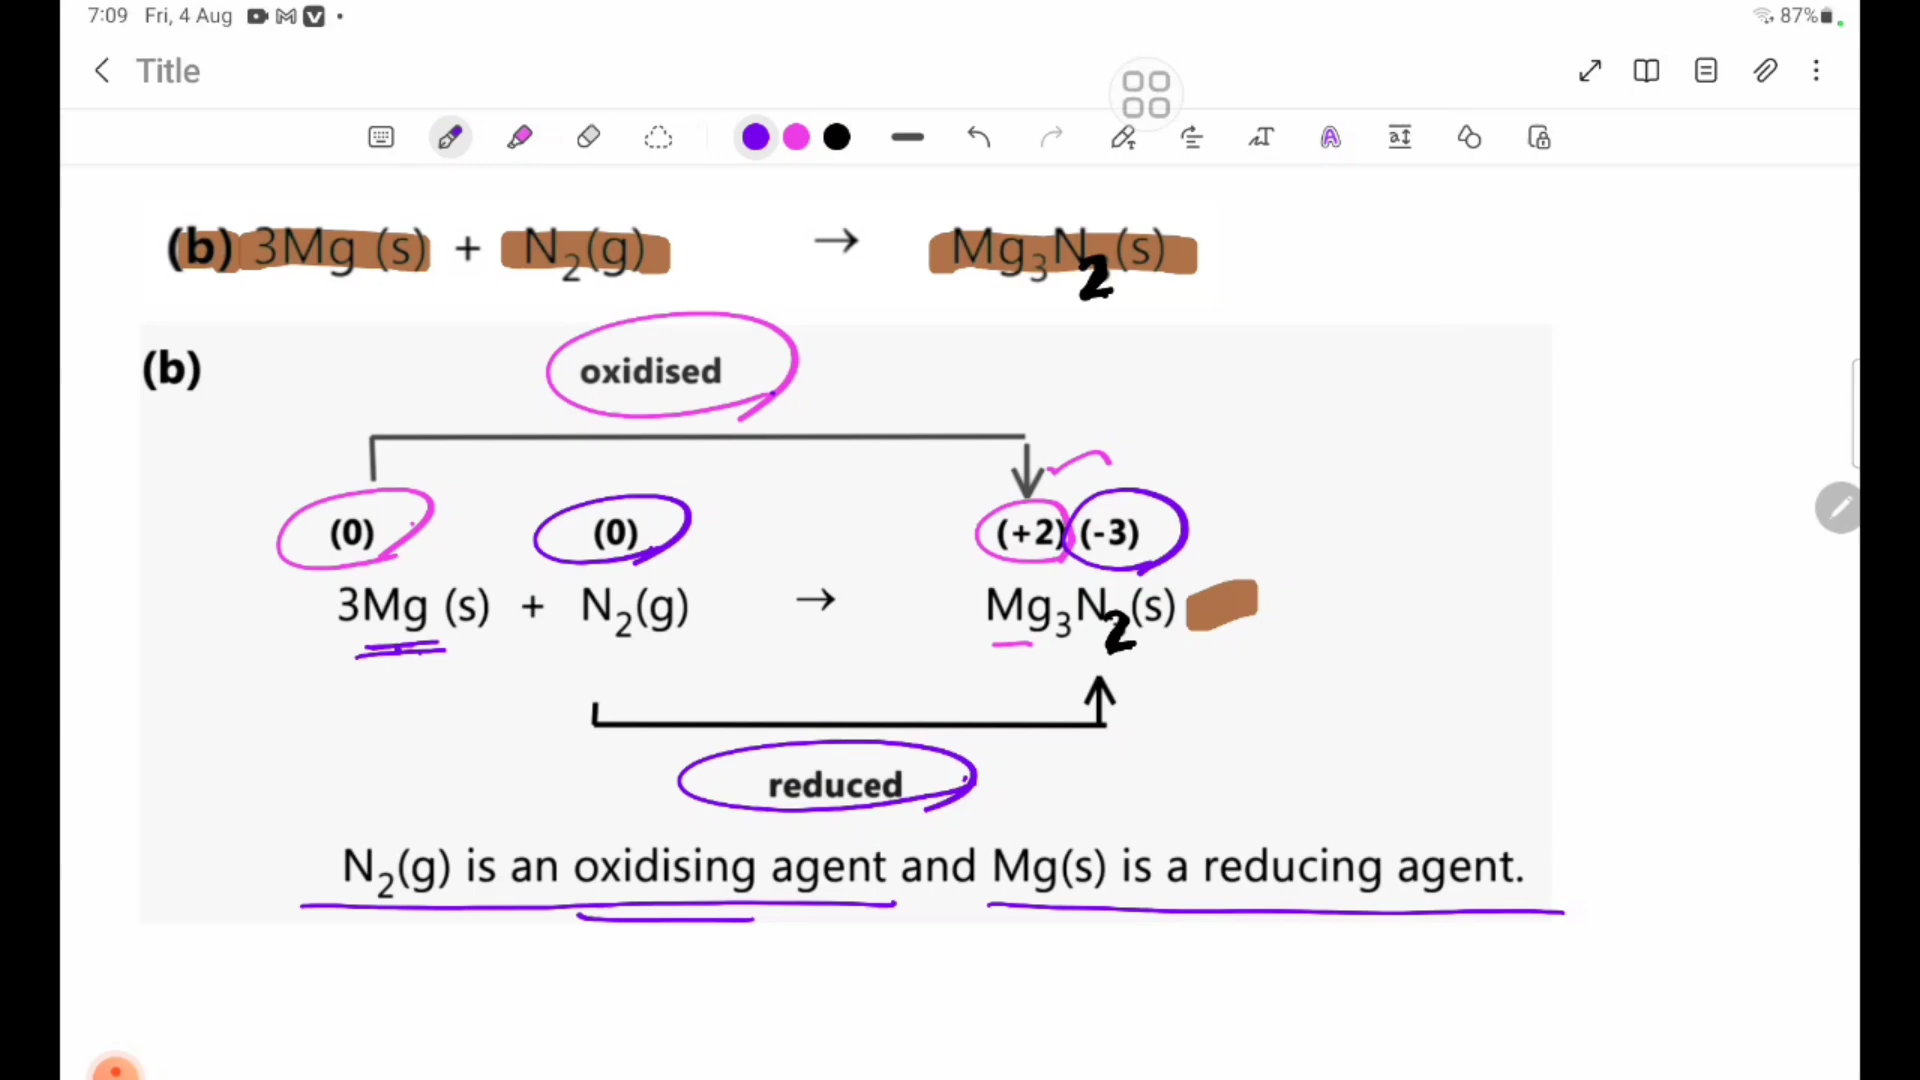 7:09 Fri, 4 Aug 87%
Title
(b) 3Mg (s) + N₂(g) → Mg₃N₂(s)
(b)
oxidised
(0) (0) (+2) (-3)
3Mg (s) + N₂(g) → Mg₃N₂(s)
reduced
N₂(g) is an oxidising agent and Mg(s) is a reducing agent.